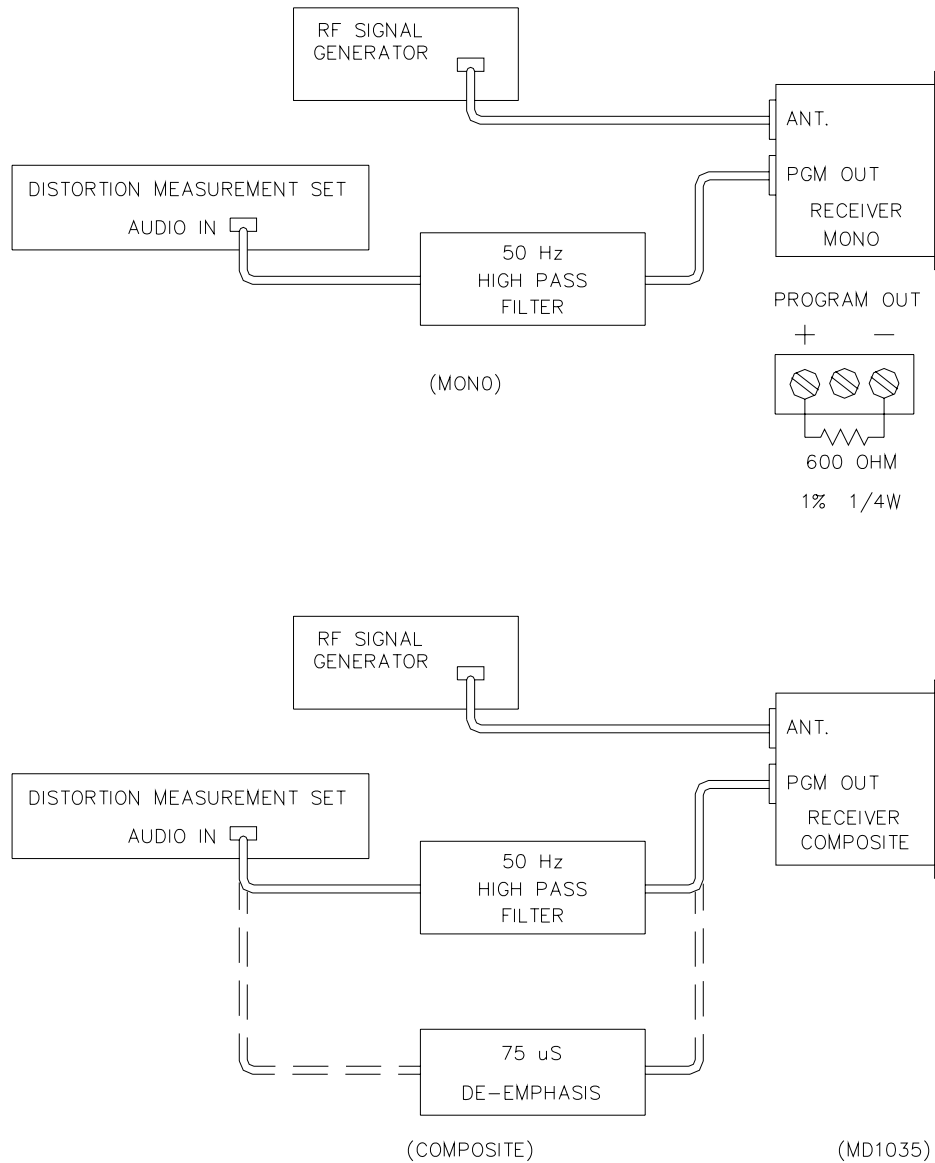 RF SIGNAL
GENERATOR
ANT.
DISTORTION MEASUREMENT SET
AUDIO IN
PGM OUT
RECEIVER
MONO
50 Hz
HIGH PASS
FILTER
PROGRAM OUT
+ −
(MONO)
600 OHM
1% 1/4W
RF SIGNAL
GENERATOR
ANT.
DISTORTION MEASUREMENT SET
AUDIO IN
PGM OUT
RECEIVER
COMPOSITE
50 Hz
HIGH PASS
FILTER
75 uS
DE−EMPHASIS
(COMPOSITE)
(MD1035)